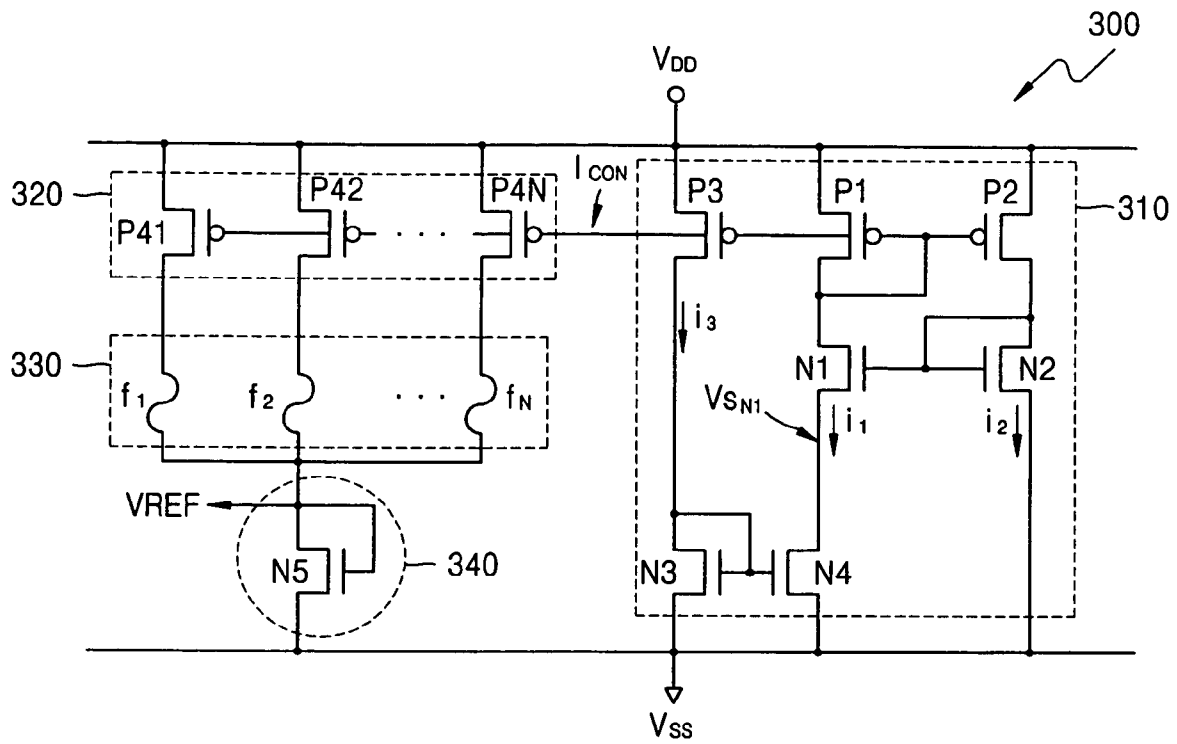 300
VDD
320
P41
P42
P4N
ICON
P3
P1
P2
310
i3
330
f1
f2
. . .
fN
N1
N2
VSN1
i1
i2
VREF
N5
340
N3
N4
VSS